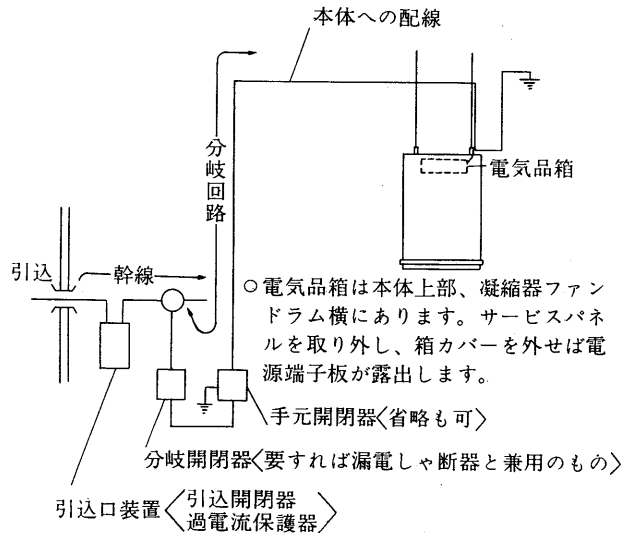 本体への配線
分岐回路
電気品箱
引込
幹線
○電気品箱は本体上部、凝縮器ファン
ドラム横にあります。サービスパネ
ルを取り外し、箱カバーを外せば電
源端子板が露出します。
手元開閉器〈省略も可〉
分岐開閉器〈要すれば漏電しゃ断器と兼用のもの〉
引込口装置〈引込開閉器
過電流保護器〉